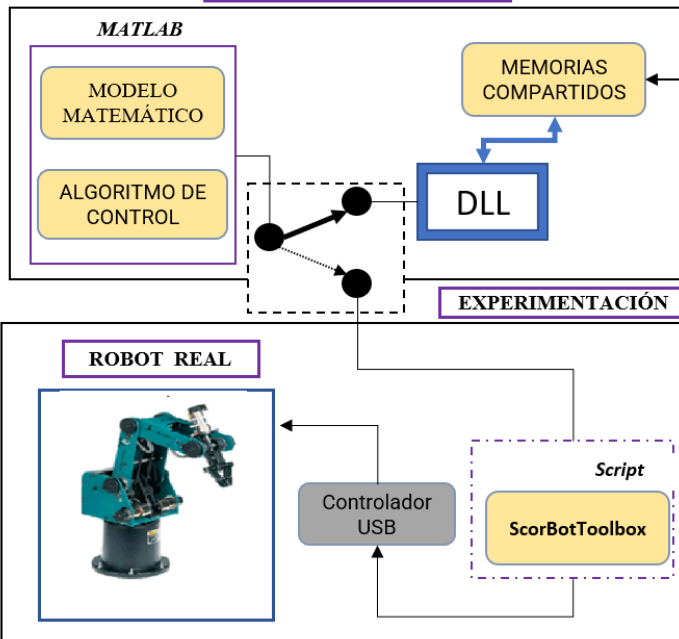 MATLAB
MODELO
MATEMÁTICO
ALGORITMO DE
CONTROL
MEMORIAS
COMPARTIDOS
DLL
EXPERIMENTACIÓN
ROBOT REAL
Controlador
USB
Script
ScorBotToolbox